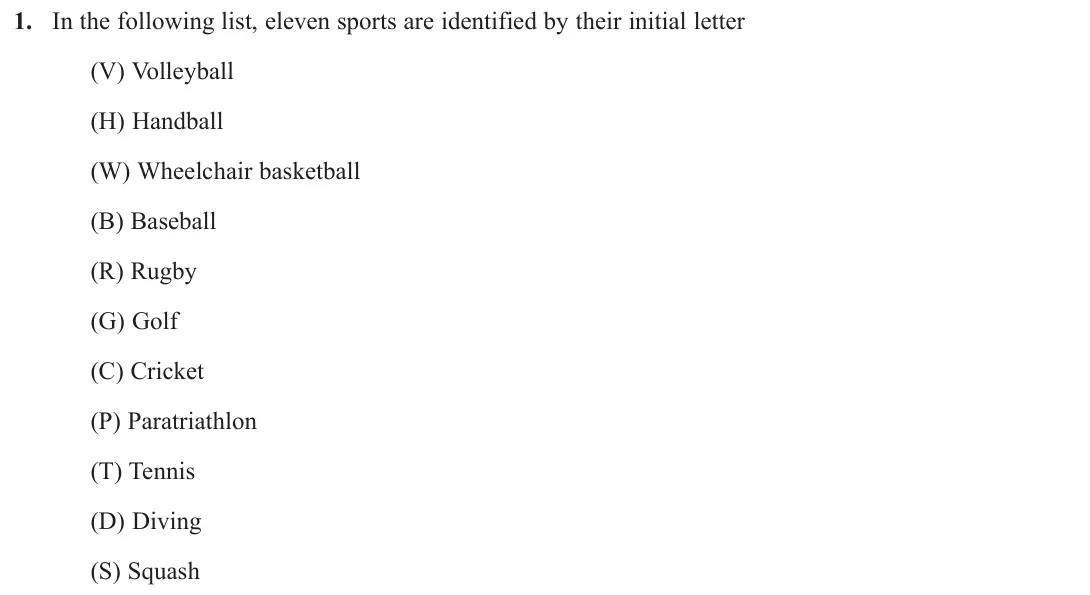 1. In the following list, eleven sports are identified by their initial letter
(V) Volleyball
(H) Handball
(W) Wheelchair basketball
(B) Baseball
(R) Rugby
(G) Golf
(C) Cricket
(P) Paratriathlon
(T) Tennis
(D) Diving
(S) Squash